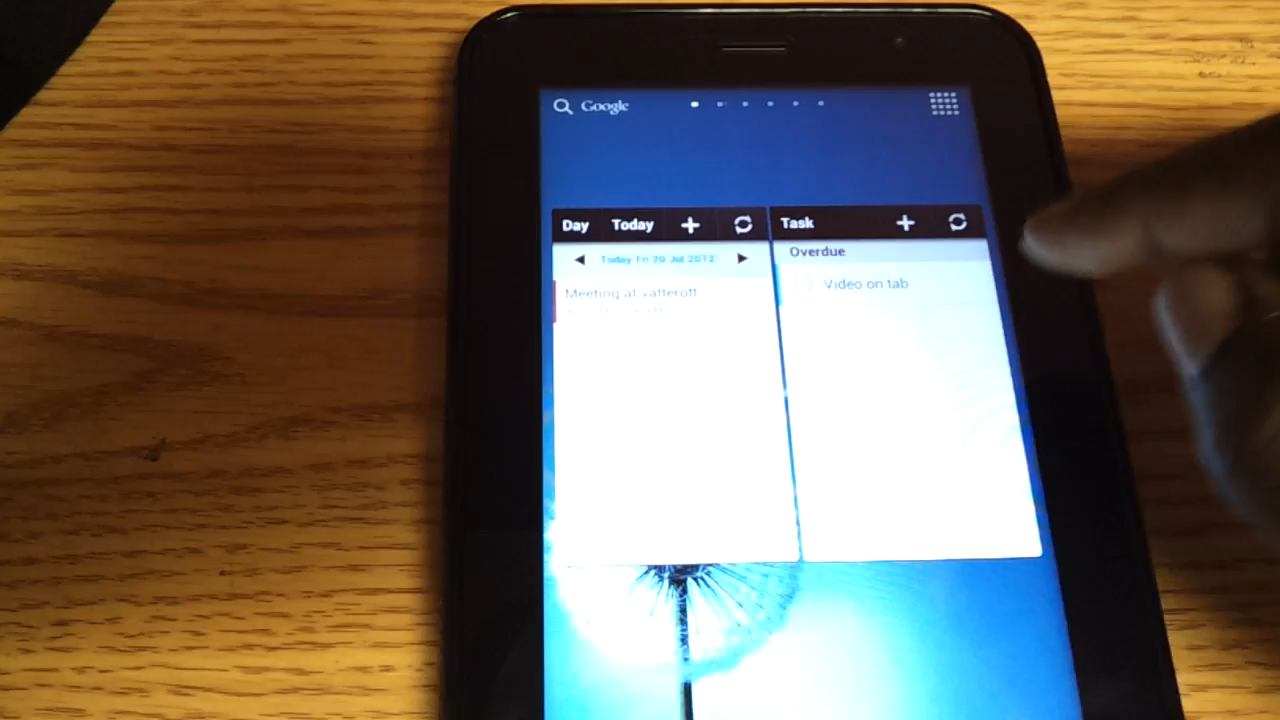 Google
Day Today
Today Fri 20 Jul 2012
Meeting at vatterott
Task
Overdue
Video on tab